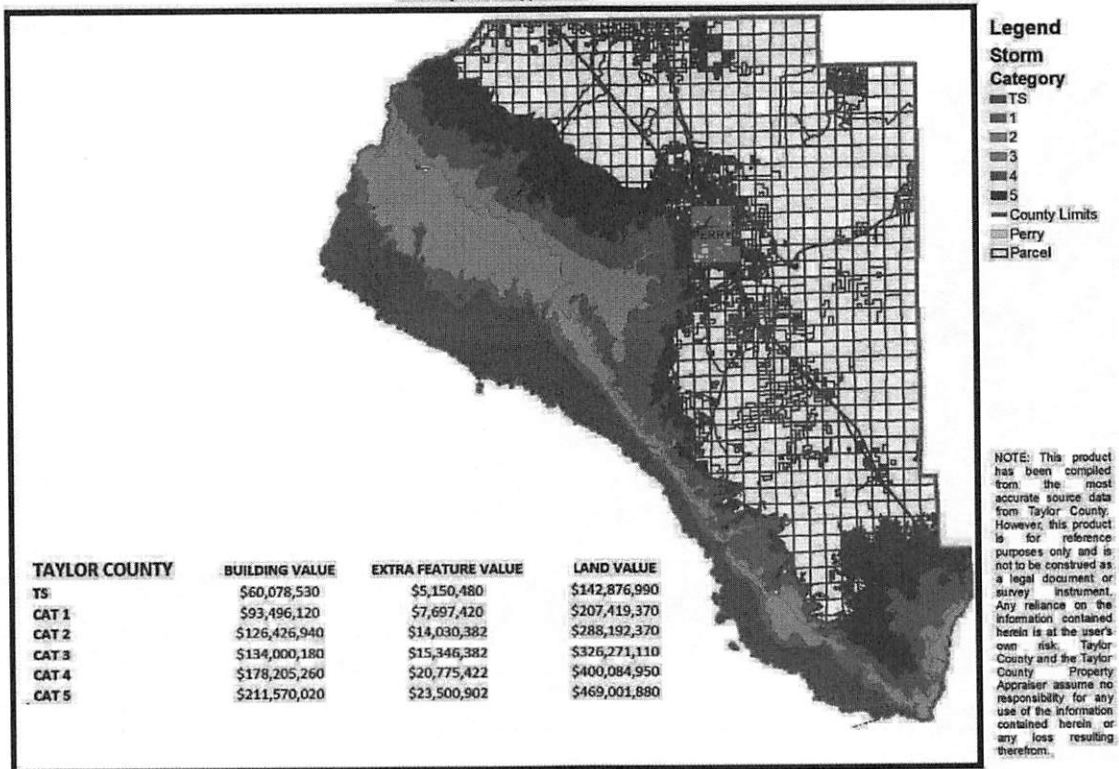 Legend
Storm
Category
TS
1
2
3
4
5
County Limits
Perry
Parcel
PERRY
NOTE: This product
has been compiled
from the most
accurate source data
from Taylor County.
However, this product
is for reference
purposes only and is
not to be construed as
a legal document or
survey instrument.
Any reliance on the
information contained
herein is at the user's
own risk. Taylor
County and the Taylor
County Property
Appraiser assume no
responsibility for any
use of the information
contained herein or
any loss resulting
therefrom.
TAYLOR COUNTY BUILDING VALUE EXTRA FEATURE VALUE LAND VALUE
TS $60,078,530 $5,150,480 $142,876,990
CAT 1 $93,496,120 $7,697,420 $207,419,370
CAT 2 $126,426,940 $14,030,382 $288,192,370
CAT 3 $134,000,180 $15,346,382 $326,271,110
CAT 4 $178,205,260 $20,775,422 $400,084,950
CAT 5 $211,570,020 $23,500,902 $469,001,880